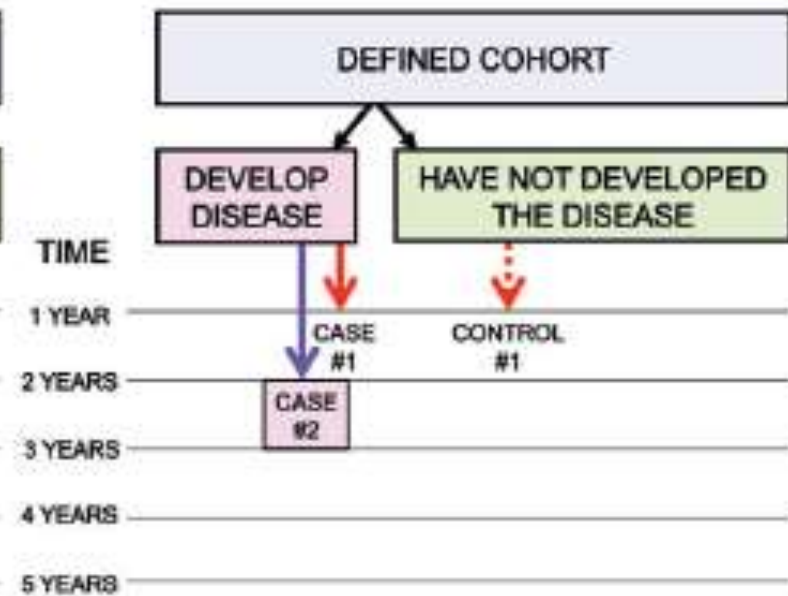 DEFINED COHORT
DEVELOP
DISEASE
HAVE NOT DEVELOPED
THE DISEASE
TIME
1 YEAR
CASE
#1
CONTROL
#1
2 YEARS
CASE
#2
3 YEARS
4 YEARS
5 YEARS